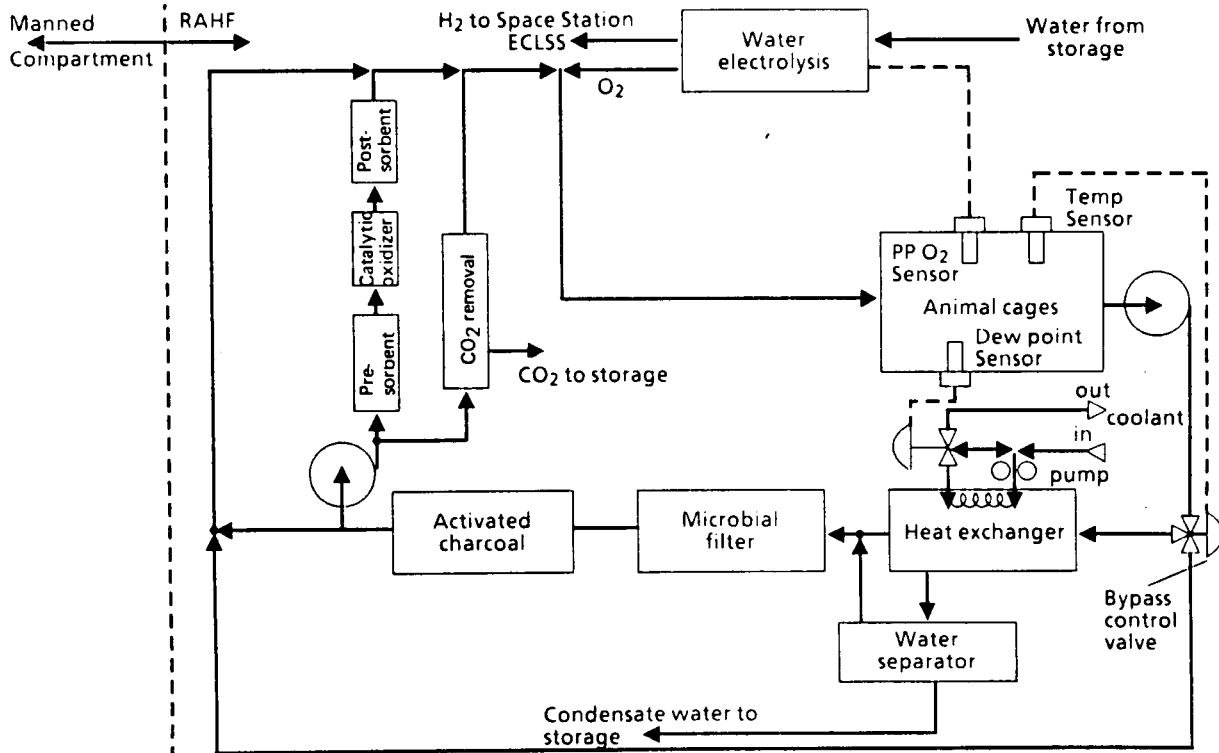 Manned
Compartment
RAHF
H2 to Space Station
ECLSS
Water
electrolysis
Water from
storage
O2
Post-
sorbent
Catalytic
oxidizer
Pre-
sorbent
CO2 removal
CO2 to storage
Temp
Sensor
PP O2
Sensor
Animal cages
Dew point
Sensor
out
coolant
in
pump
Activated
charcoal
Microbial
filter
Heat exchanger
Bypass
control
valve
Water
separator
Condensate water to
storage